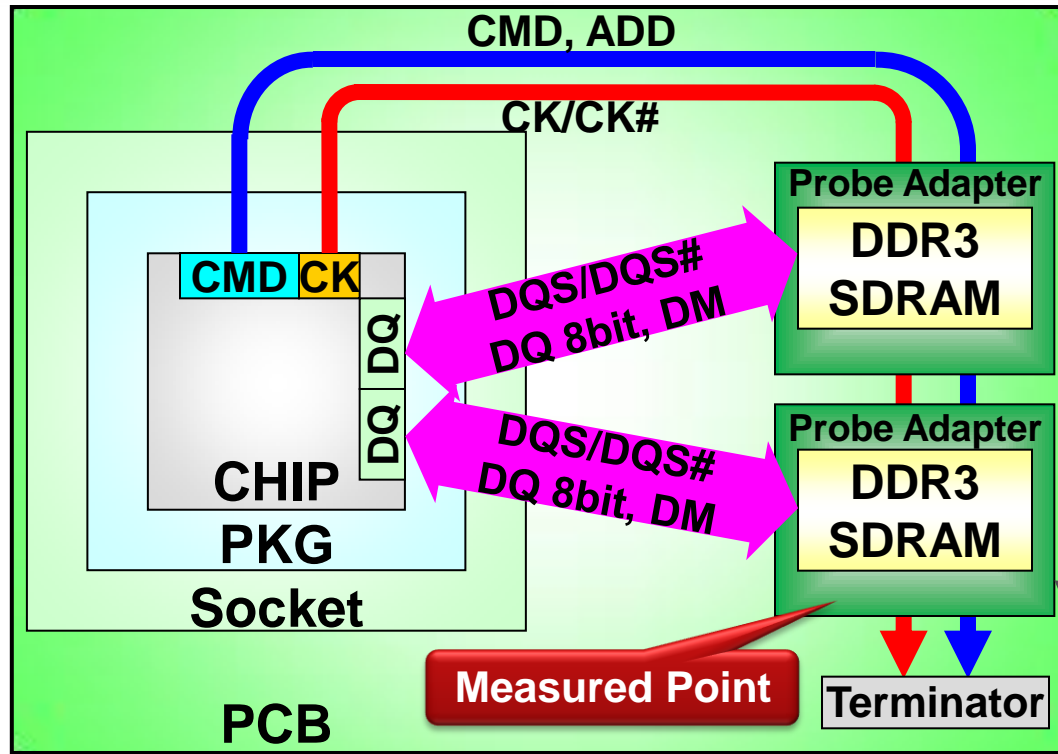 CMD, ADD
CK/CK#
Probe Adapter
DDR3
SDRAM
CMD
CK
DQ
DQS/DQS#
DQ 8bit, DM
DQ
DQS/DQS#
DQ 8bit, DM
Probe Adapter
DDR3
SDRAM
CHIP
PKG
Socket
Measured Point
Terminator
PCB